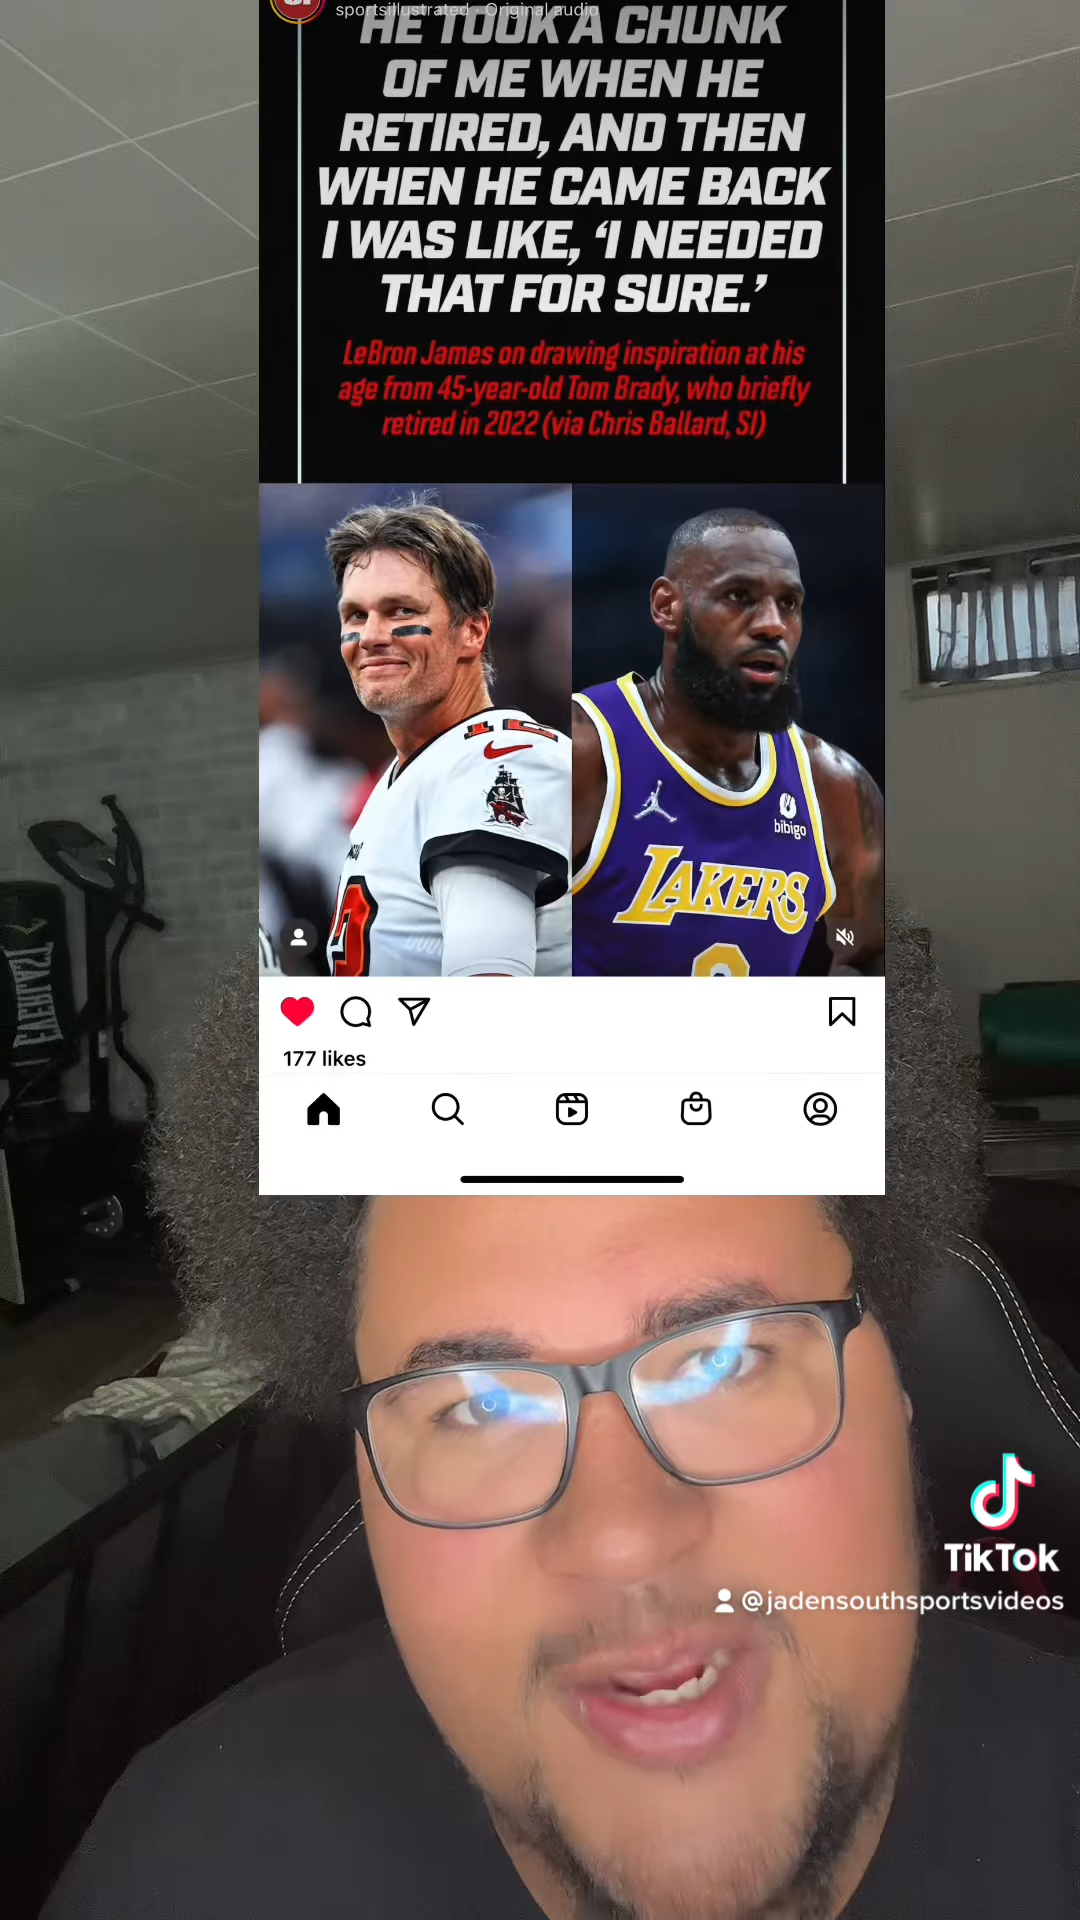 sportsillustrated · Original audio
HE TOOK A CHUNK
OF ME WHEN HE
RETIRED, AND THEN
WHEN HE CAME BACK
I WAS LIKE, ‘I NEEDED
THAT FOR SURE.’
LeBron James on drawing inspiration at his
age from 45-year-old Tom Brady, who briefly
retired in 2022 (via Chris Ballard, SI)
12
bibigo
LAKERS
EVERLAST
177 likes
TikTok
@jadensouthsportsvideos